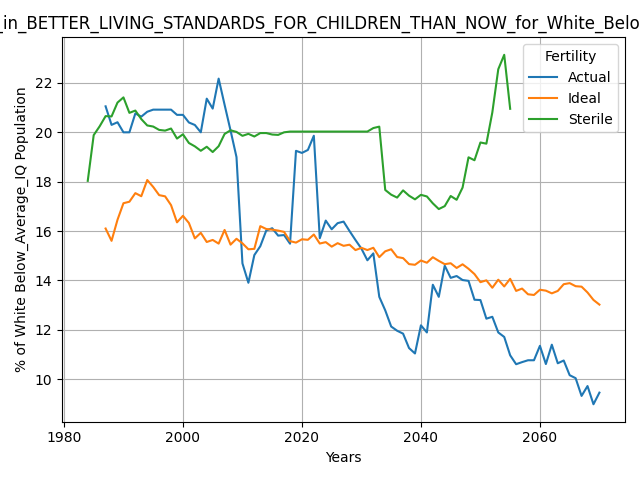 _in_BETTER_LIVING_STANDARDS_FOR_CHILDREN_THAN_NOW_for_White_Belo
Fertility
Actual
Ideal
Sterile
% of White Below_Average_IQ Population
22
20
18
16
14
12
10
1980
2000
2020
2040
2060
Years